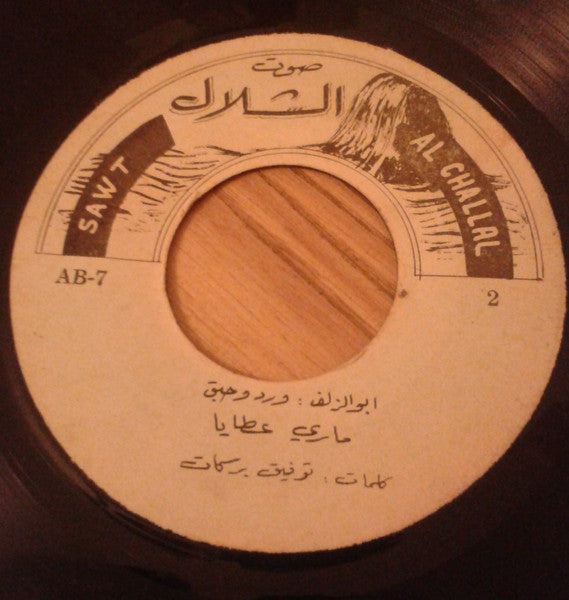 صوت
الشلال
SAWT
AL CHALLAL
AB-7
2
ابو الزلف : ورد وحبق
ماري عطايا
كلمات : توفيق بركات